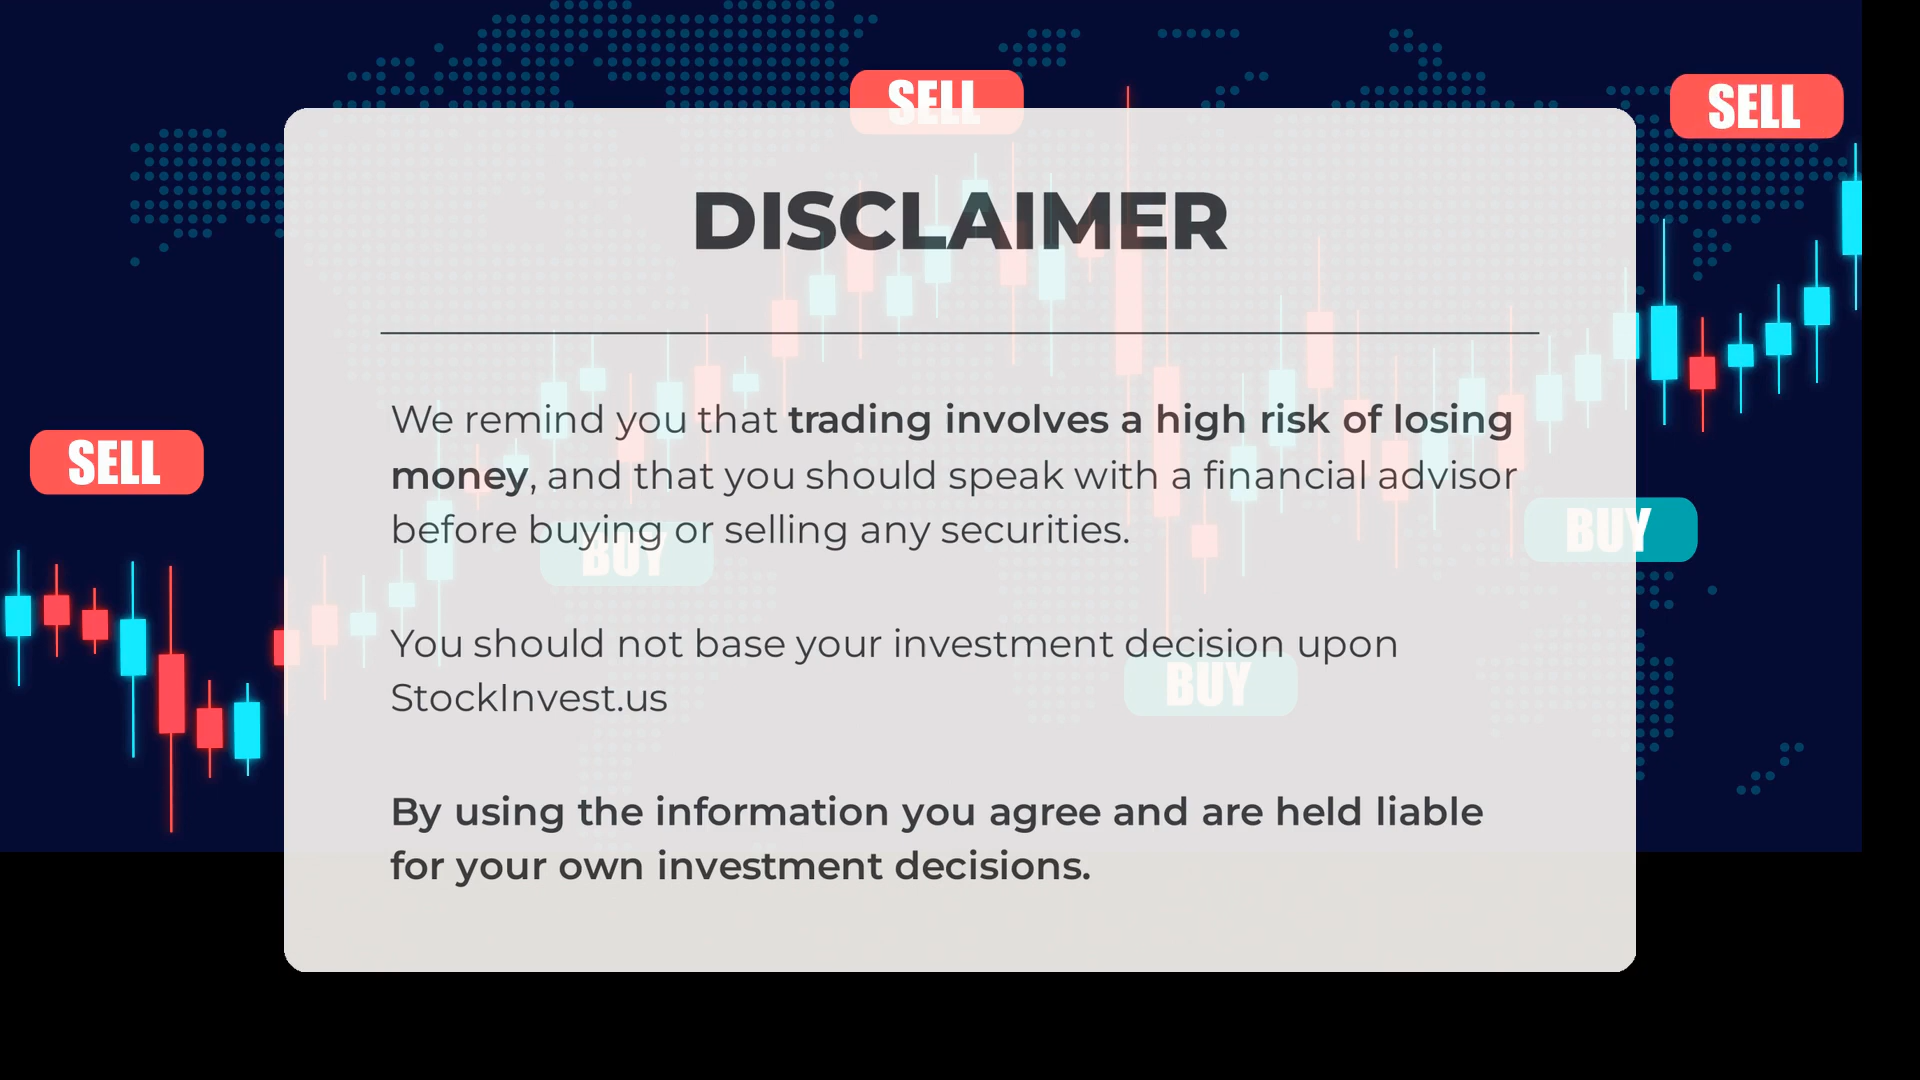 SELL
SELL
DISCLAIMER
We remind you that trading involves a high risk of losing
money, and that you should speak with a financial advisor
before buying or selling any securities.
SELL
BUY
BUY
You should not base your investment decision upon
StockInvest.us
BUY
By using the information you agree and are held liable
for your own investment decisions.